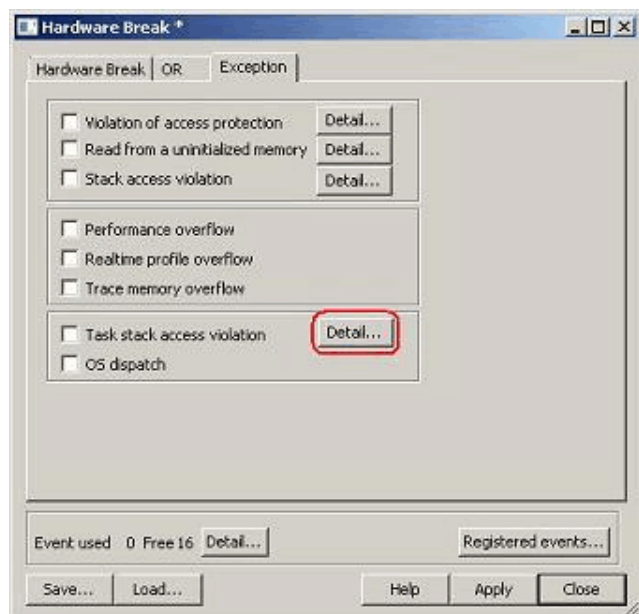 Hardware Break *
Hardware Break OR Exception
Violation of access protection Detail...
Read from a uninitialized memory Detail...
Stack access violation Detail...
Performance overflow
Realtime profile overflow
Trace memory overflow
Task stack access violation Detail...
OS dispatch
Event used 0 Free 16 Detail... Registered events...
Save... Load... Help Apply Close